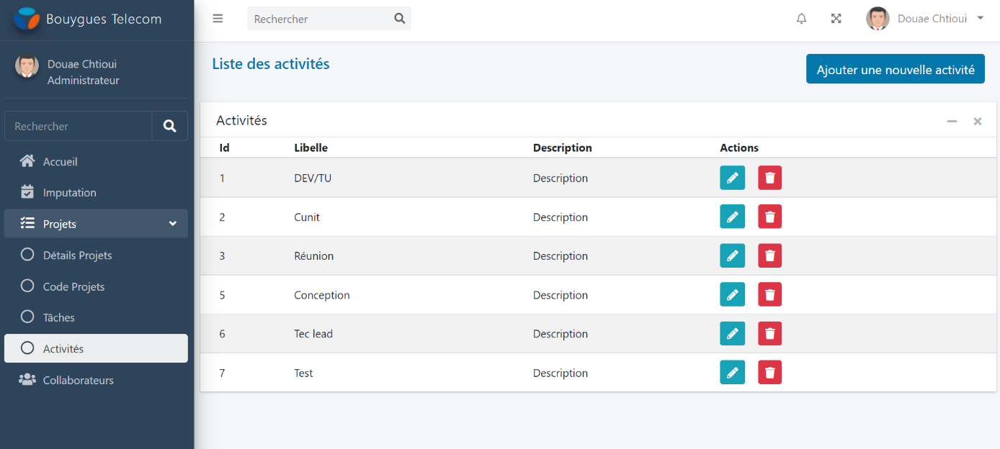 Bouygues Telecom
Rechercher
Douae Chtioui
Douae Chtioui
Administrateur
Rechercher
Accueil
Imputation
Projets
Détails Projets
Code Projets
Tâches
Activités
Collaborateurs
Liste des activités
Ajouter une nouvelle activité
Activités
Id Libelle Description Actions
1 DEV/TU Description
2 Cunit Description
3 Réunion Description
5 Conception Description
6 Tec lead Description
7 Test Description